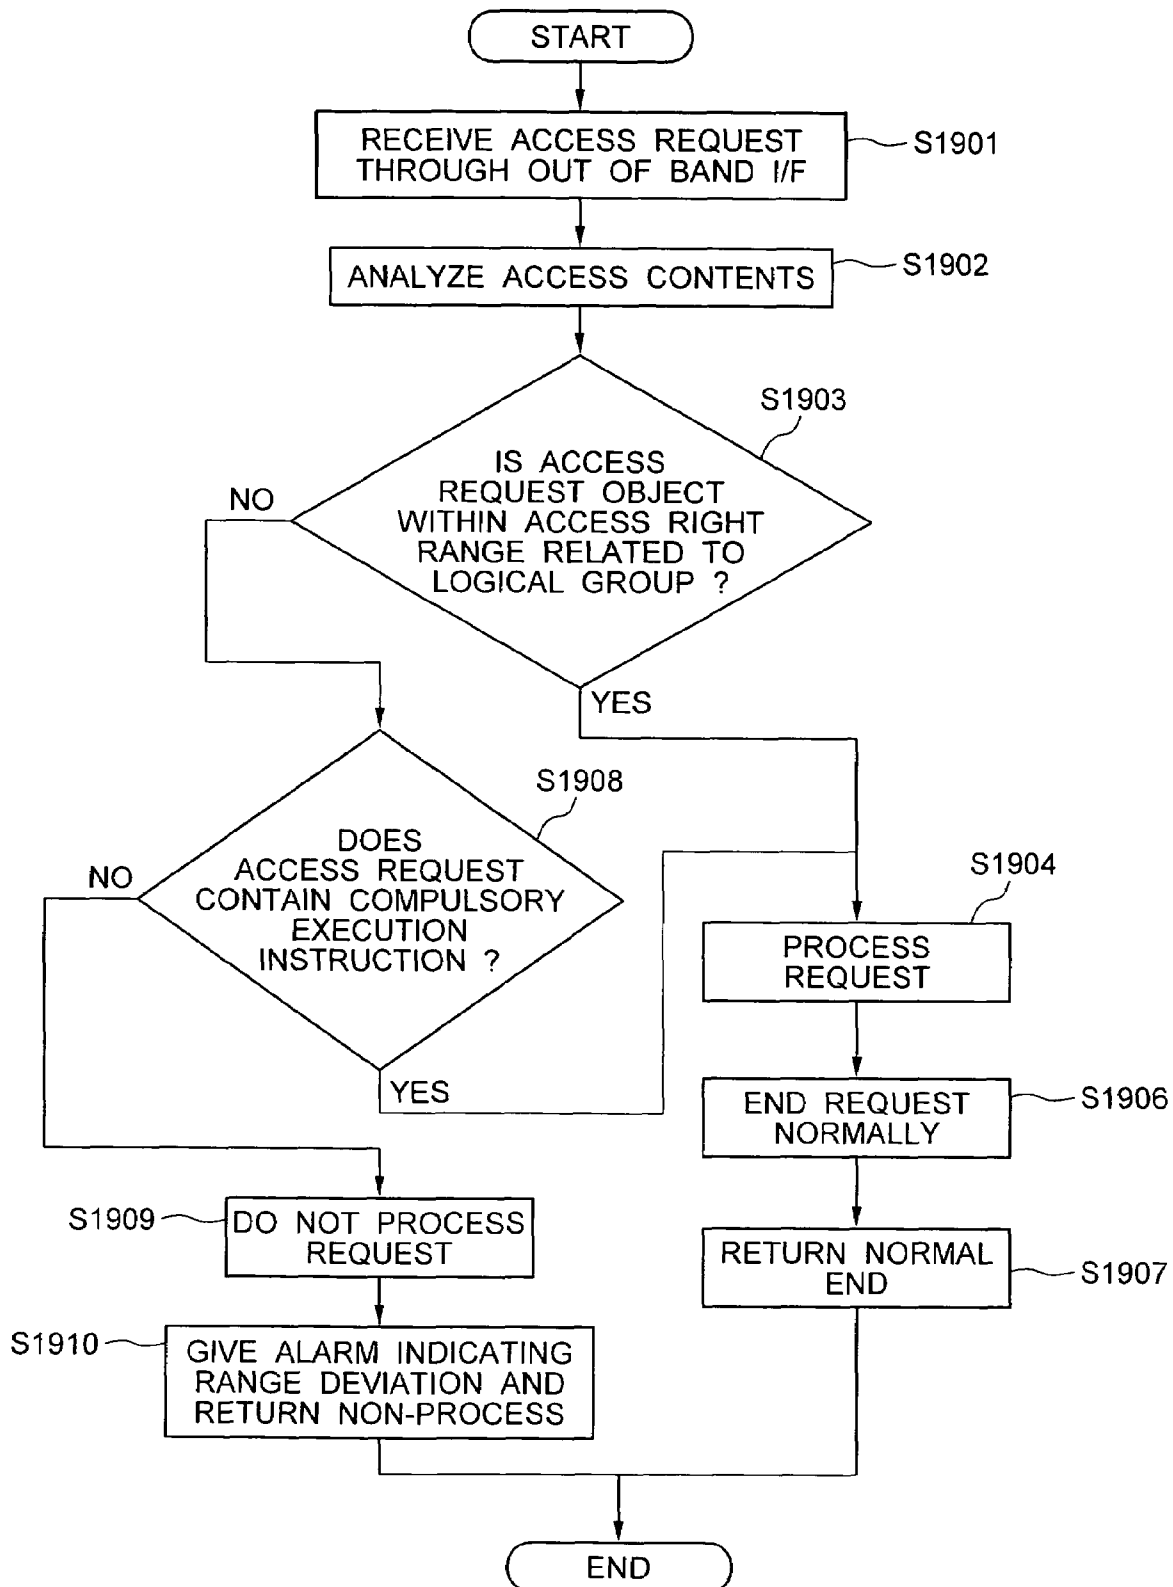 START
RECEIVE ACCESS REQUEST
THROUGH OUT OF BAND I/F
S1901
ANALYZE ACCESS CONTENTS
S1902
S1903
IS ACCESS
REQUEST OBJECT
WITHIN ACCESS RIGHT
RANGE RELATED TO
LOGICAL GROUP ?
NO
YES
S1908
DOES
ACCESS REQUEST
CONTAIN COMPULSORY
EXECUTION
INSTRUCTION ?
NO
YES
S1904
PROCESS
REQUEST
END REQUEST
NORMALLY
S1906
S1909
DO NOT PROCESS
REQUEST
RETURN NORMAL
END
S1907
S1910
GIVE ALARM INDICATING
RANGE DEVIATION AND
RETURN NON-PROCESS
END